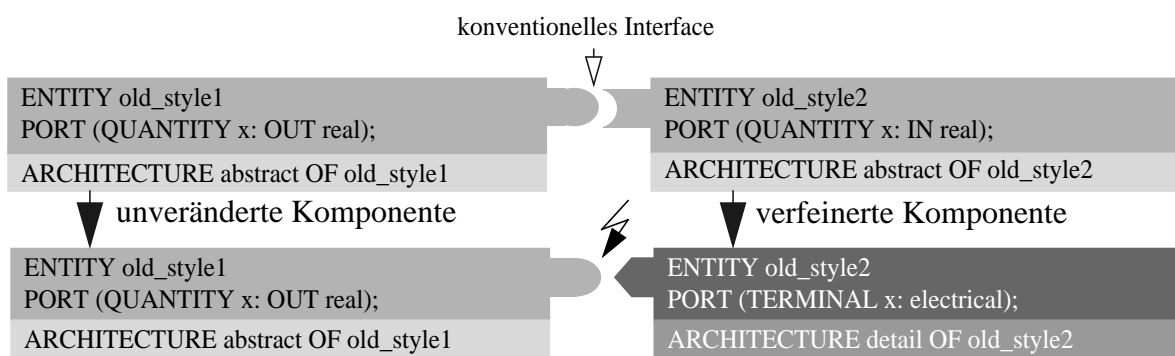 konventionelles Interface
ENTITY old_style1
PORT (QUANTITY x: OUT real);
ARCHITECTURE abstract OF old_style1
ENTITY old_style2
PORT (QUANTITY x: IN real);
ARCHITECTURE abstract OF old_style2
unveränderte Komponente
verfeinerte Komponente
ENTITY old_style1
PORT (QUANTITY x: OUT real);
ARCHITECTURE abstract OF old_style1
ENTITY old_style2
PORT (TERMINAL x: electrical);
ARCHITECTURE detail OF old_style2